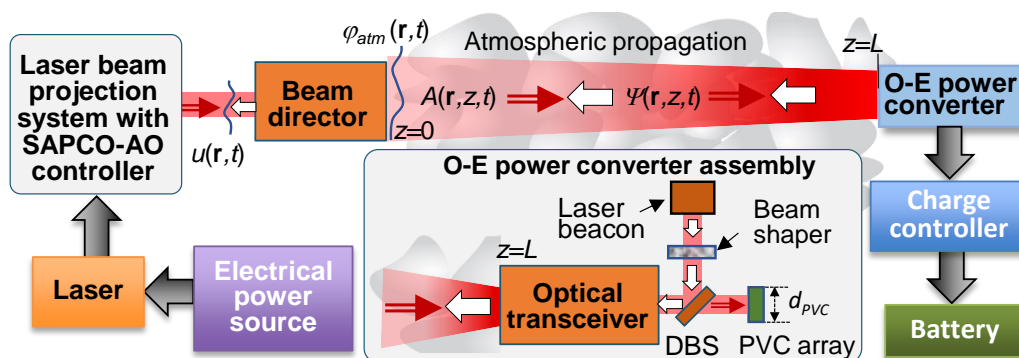 φatm(r,t)
Atmospheric propagation
z=L
Laser beam
projection
system with
SAPCO-AO
controller
u(r,t)
Beam
director
z=0
A(r,z,t)
Ψ(r,z,t)
O-E power
converter
O-E power converter assembly
Laser
beacon
Beam
shaper
z=L
Optical
transceiver
dPVC
DBS
PVC array
Charge
controller
Laser
Electrical
power
source
Battery